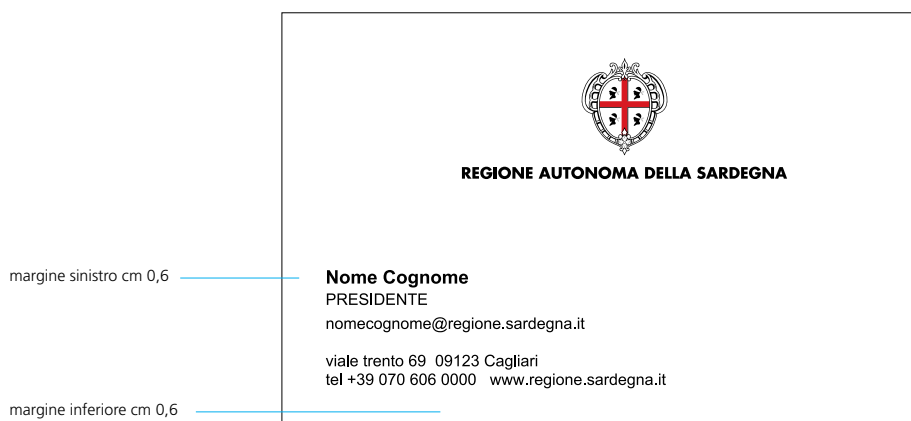 REGIONE AUTONOMA DELLA SARDEGNA
margine sinistro cm 0,6
Nome Cognome
PRESIDENTE
nomecognome@regione.sardegna.it
viale trento 69 09123 Cagliari
tel +39 070 606 0000 www.regione.sardegna.it
margine inferiore cm 0,6